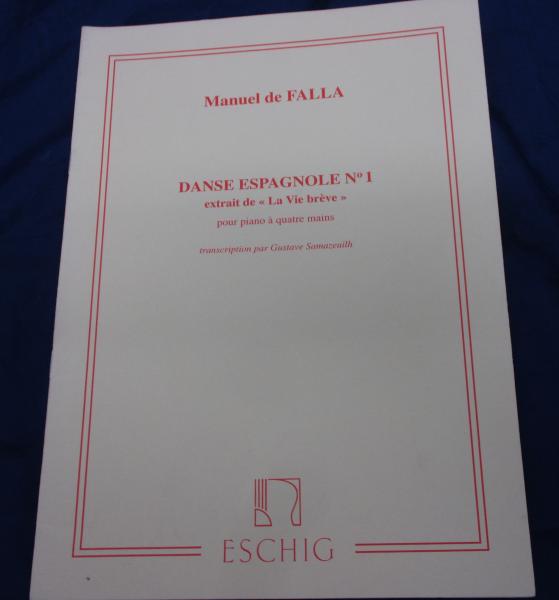 Manuel de FALLA
DANSE ESPAGNOLE Nº 1
extrait de « La Vie brève »
pour piano à quatre mains
transcription par Gustave Samazeuilh
ESCHIG